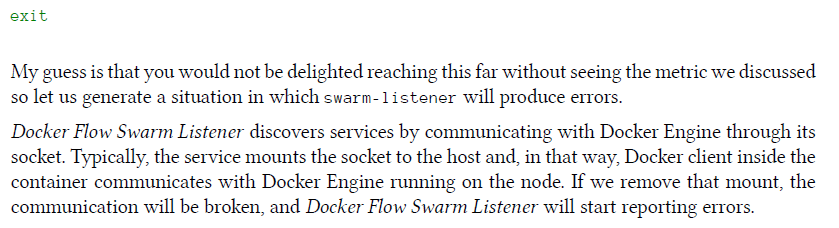 exit
My guess is that you would not be delighted reaching this far without seeing the metric we discussed
so let us generate a situation in which swarm-listener will produce errors.
Docker Flow Swarm Listener discovers services by communicating with Docker Engine through its
socket. Typically, the service mounts the socket to the host and, in that way, Docker client inside the
container communicates with Docker Engine running on the node. If we remove that mount, the
communication will be broken, and Docker Flow Swarm Listener will start reporting errors.